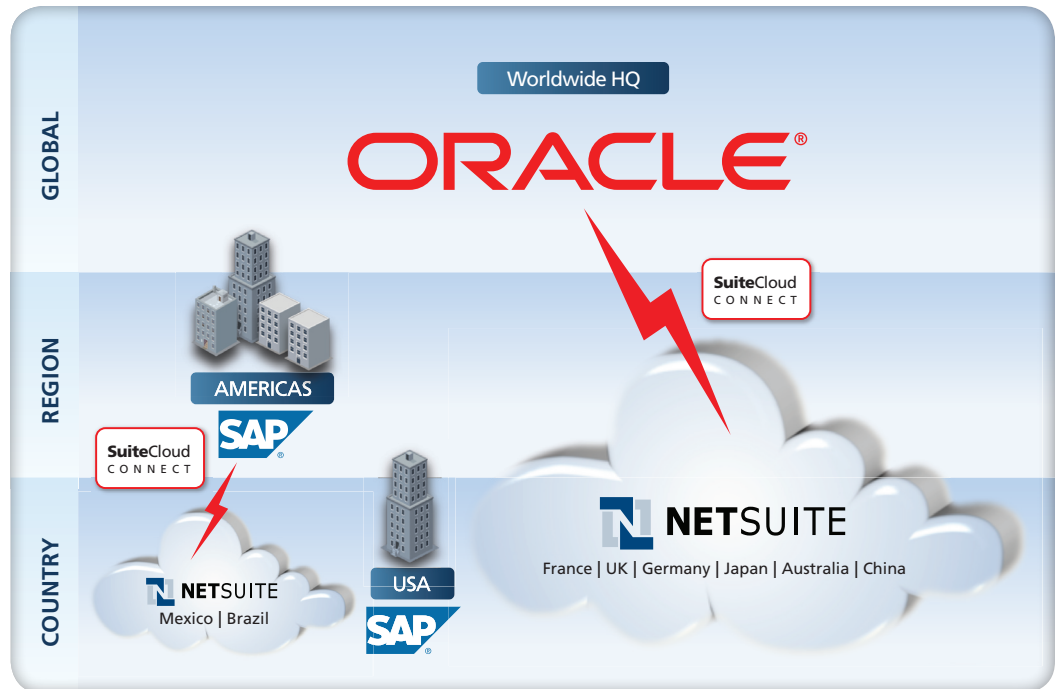 GLOBAL
Worldwide HQ
ORACLE®
REGION
SuiteCloud
CONNECT
AMERICAS
SAP®
SuiteCloud
CONNECT
COUNTRY
NETSUITE
Mexico | Brazil
USA
SAP®
NETSUITE
France | UK | Germany | Japan | Australia | China